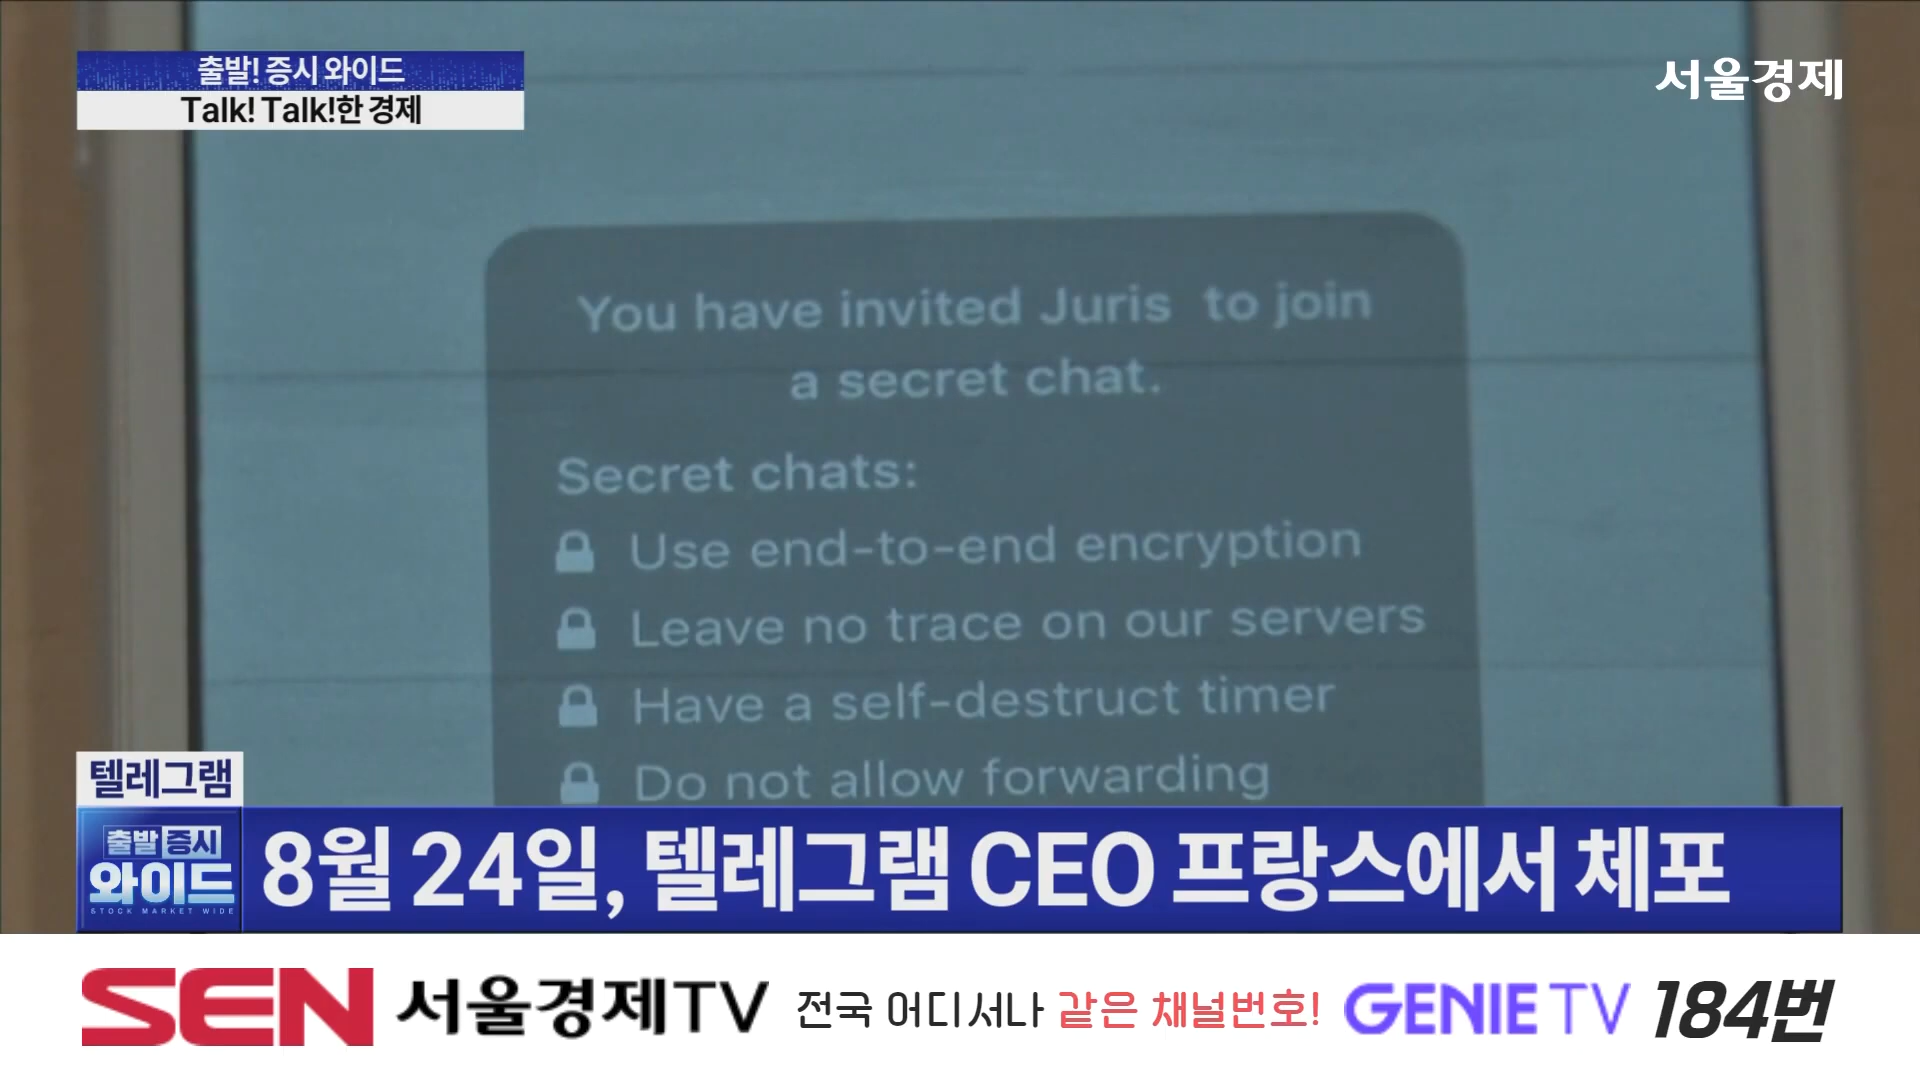 출발! 증시 와이드
Talk! Talk!한 경제
서울경제
You have invited Juris to join
a secret chat.
Secret chats:
Use end-to-end encryption
Leave no trace on our servers
Have a self-destruct timer
Do not allow forwarding
텔레그램
출발 증시
와이드
STOCK MARKET WIDE
8월 24일, 텔레그램 CEO 프랑스에서 체포
SEN 서울경제TV 전국 어디서나 같은 채널번호! GENIE TV 184번